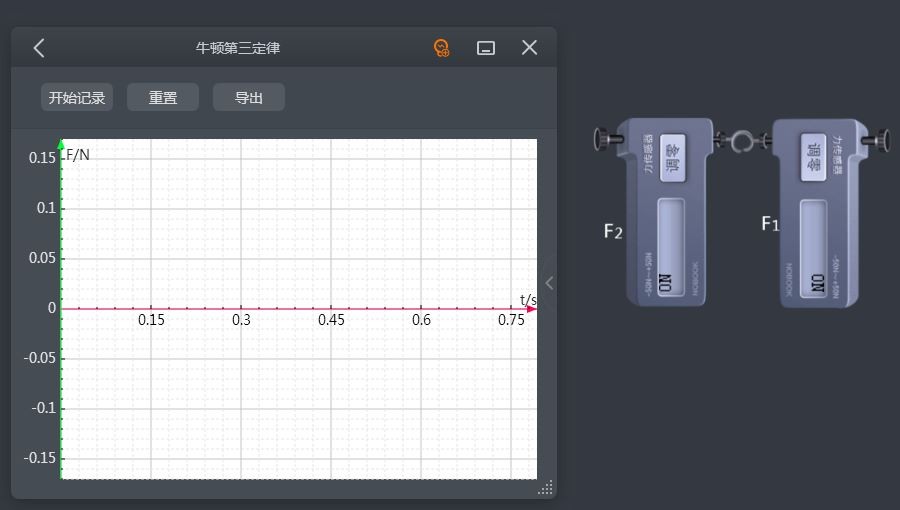 牛顿第三定律
开始记录 重置 导出
F/N
0.15
0.1
0.05
0
-0.05
-0.1
-0.15
t/s
0.15 0.3 0.45 0.6 0.75
F2
力传感器
调零
-50N~+50N
NO
NOBOOK
F1
调零
力传感器
NOBOOK
NO
-50N~+50N